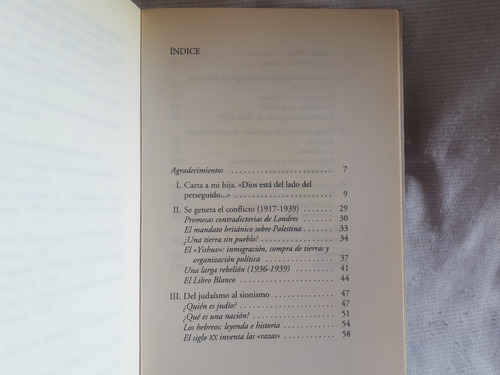 ÍNDICE
Agradecimientos . . . . . . . . . . . . . . . . . . . . . . . 7
I. Carta a mi hija. «Dios está del lado del
perseguido...» . . . . . . . . . . . . . . . . . . . . . 9
II. Se genera el conflicto (1917-1939) . . . . . . . . 29
Promesas contradictorias de Londres . . . . . . . 30
El mandato británico sobre Palestina . . . . . . . 33
¿Una tierra sin pueblo? . . . . . . . . . . . . . . . . 34
El «Yishuv»: inmigración, compra de tierras y
organización política . . . . . . . . . . . . . . . . 37
Una larga rebelión (1936-1939) . . . . . . . . . . 41
El Libro Blanco . . . . . . . . . . . . . . . . . . . . 44
III. Del judaísmo al sionismo . . . . . . . . . . . . . . 47
¿Quién es judío? . . . . . . . . . . . . . . . . . . . . 47
¿Qué es una nación? . . . . . . . . . . . . . . . . . 51
Los hebreos: leyenda e historia . . . . . . . . . . . 54
El siglo XX inventa las «razas» . . . . . . . . . . . 58